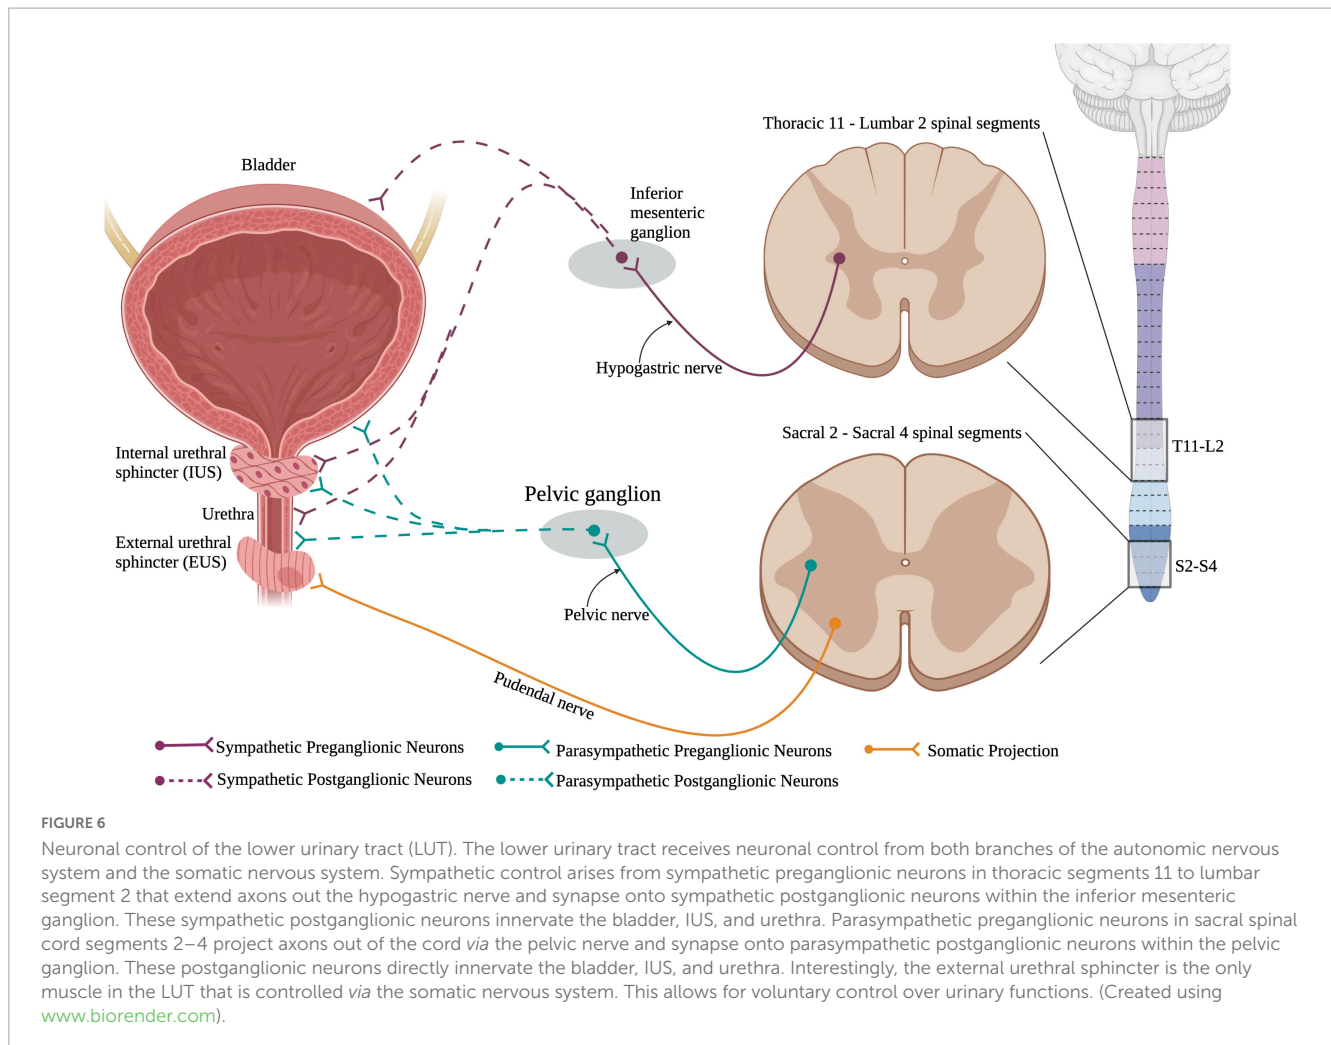 Thoracic 11 - Lumbar 2 spinal segments
Bladder
Inferior
mesenteric
ganglion
Hypogastric nerve
Sacral 2 - Sacral 4 spinal segments
T11-L2
Internal urethral
sphincter (IUS)
Pelvic ganglion
Urethra
External urethral
sphincter (EUS)
S2-S4
Pelvic nerve
Pudendal nerve
Sympathetic Preganglionic Neurons
Parasympathetic Preganglionic Neurons
Somatic Projection
Sympathetic Postganglionic Neurons
Parasympathetic Postganglionic Neurons
FIGURE 6
Neuronal control of the lower urinary tract (LUT). The lower urinary tract receives neuronal control from both branches of the autonomic nervous
system and the somatic nervous system. Sympathetic control arises from sympathetic preganglionic neurons in thoracic segments 11 to lumbar
segment 2 that extend axons out the hypogastric nerve and synapse onto sympathetic postganglionic neurons within the inferior mesenteric
ganglion. These sympathetic postganglionic neurons innervate the bladder, IUS, and urethra. Parasympathetic preganglionic neurons in sacral spinal
cord segments 2–4 project axons out of the cord via the pelvic nerve and synapse onto parasympathetic postganglionic neurons within the pelvic
ganglion. These postganglionic neurons directly innervate the bladder, IUS, and urethra. Interestingly, the external urethral sphincter is the only
muscle in the LUT that is controlled via the somatic nervous system. This allows for voluntary control over urinary functions. (Created using
www.biorender.com).